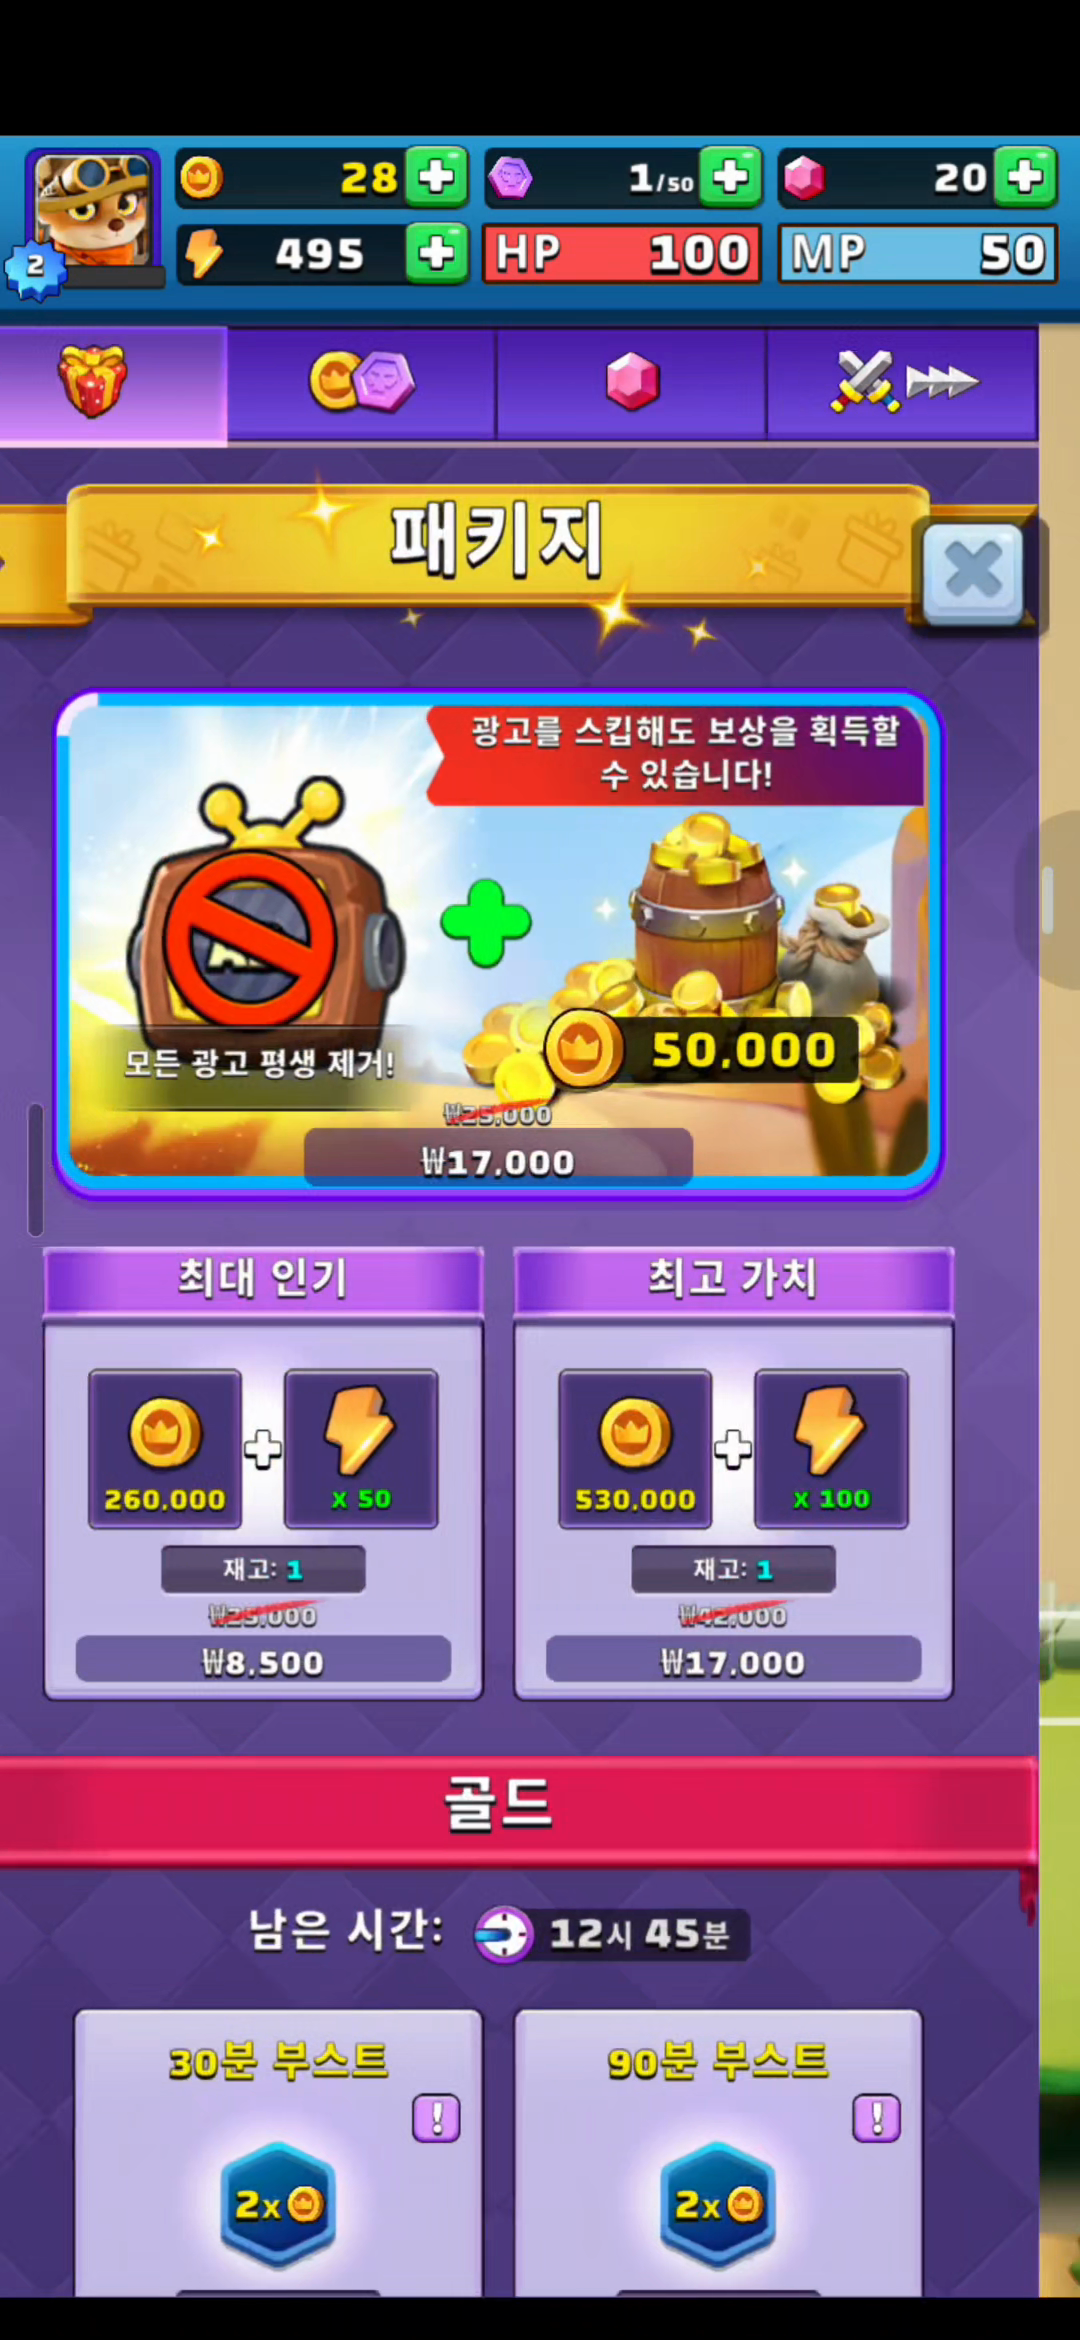 28
1/50
20
495
HP 100
MP 50
2
패키지
광고를 스킵해도 보상을 획득할
수 있습니다!
모든 광고 평생 제거!
50,000
₩25,000
₩17,000
최대 인기
최고 가치
260,000
x 50
530,000
x 100
재고: 1
재고: 1
₩25,000
₩42,000
₩8,500
₩17,000
골드
남은 시간: 12시 45분
30분 부스트
90분 부스트
!
!
2x
2x